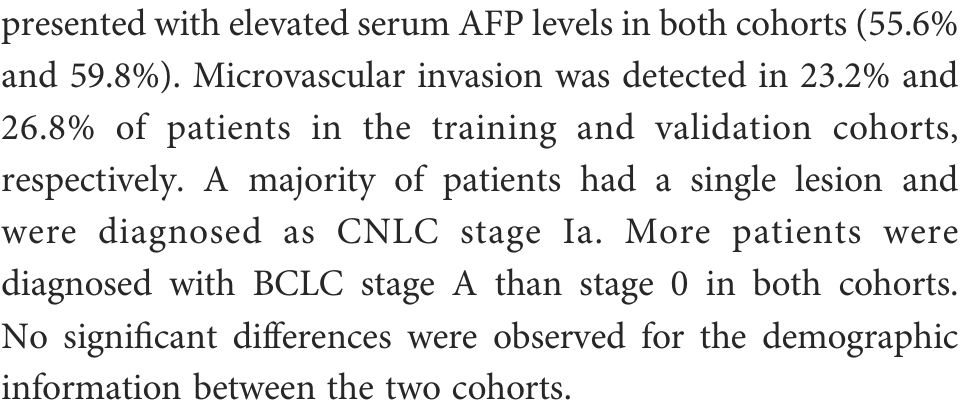 presented with elevated serum AFP levels in both cohorts (55.6%
and 59.8%). Microvascular invasion was detected in 23.2% and
26.8% of patients in the training and validation cohorts,
respectively. A majority of patients had a single lesion and
were diagnosed as CNLC stage Ia. More patients were
diagnosed with BCLC stage A than stage 0 in both cohorts.
No significant differences were observed for the demographic
information between the two cohorts.